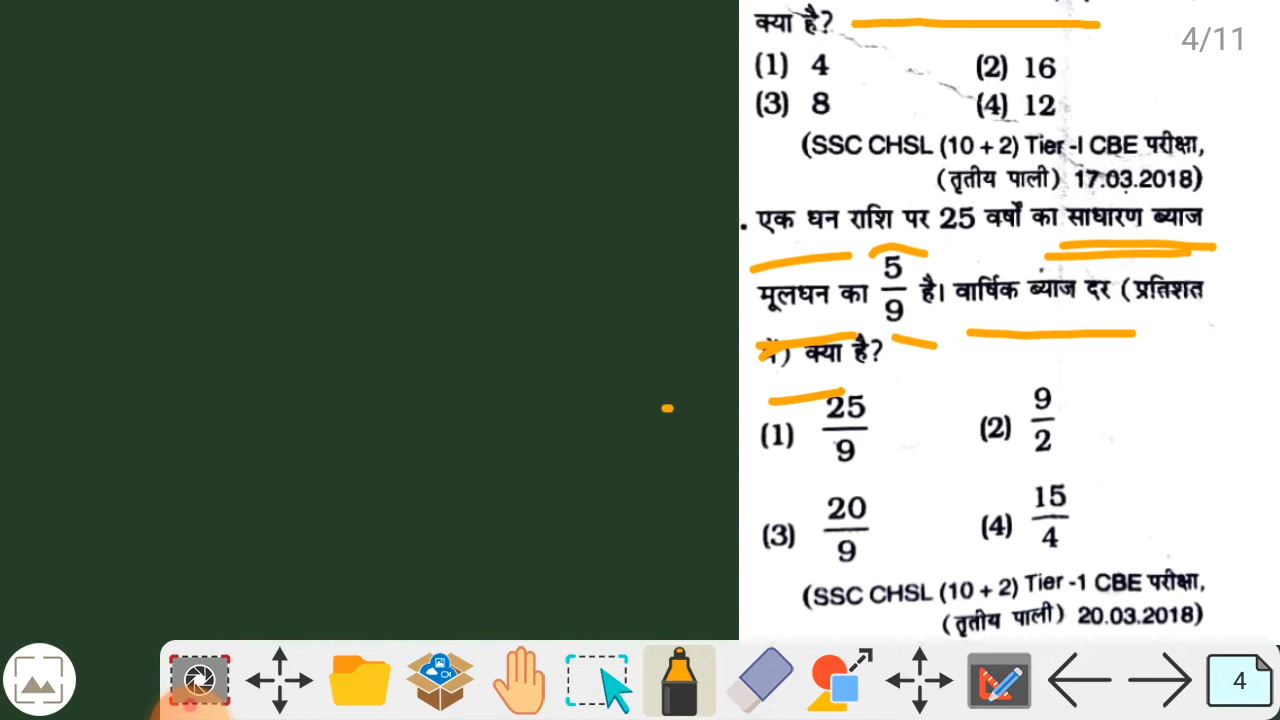 क्या है?
4/11
(1) 4 (2) 16
(3) 8 (4) 12
(SSC CHSL (10 + 2) Tier -I CBE परीक्षा,
(तृतीय पाली) 17.03.2018)
. एक धन राशि पर 25 वर्षों का साधारण ब्याज
मूलधन का 5/9 है। वार्षिक ब्याज दर (प्रतिशत
में) क्या है?
(1) 25/9 (2) 9/2
(3) 20/9 (4) 15/4
(SSC CHSL (10 + 2) Tier -1 CBE परीक्षा,
(तृतीय पाली) 20.03.2018)
4